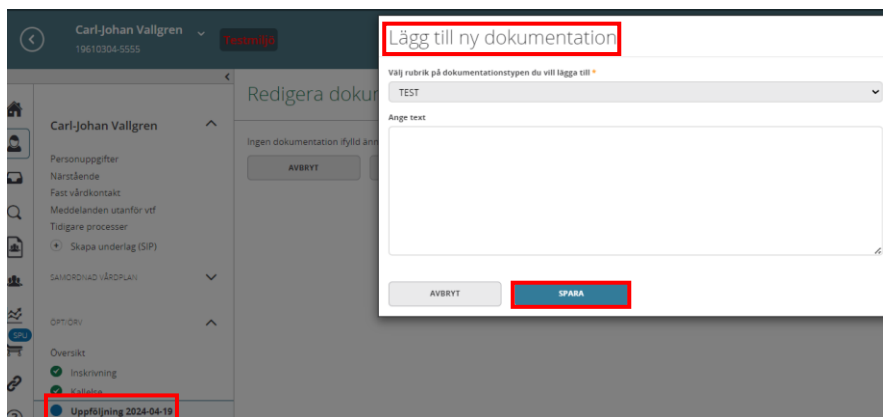 Carl-Johan Vallgren
19610304-5555
Testmiljö
Lägg till ny dokumentation
Välj rubrik på dokumentationstypen du vill lägga till *
TEST
Ange text
AVBRYT
SPARA
Redigera dokur
Ingen dokumentation ifylld änn
AVBRYT
Carl-Johan Vallgren
Personuppgifter
Närstående
Fast vårdkontakt
Meddelanden utanför vtf
Tidigare processer
Skapa underlag (SIP)
SAMORDNAD VÅRDPLAN
SPU
ÖPT/ÖRV
Översikt
Inskrivning
Kallelse
Uppföljning 2024-04-19